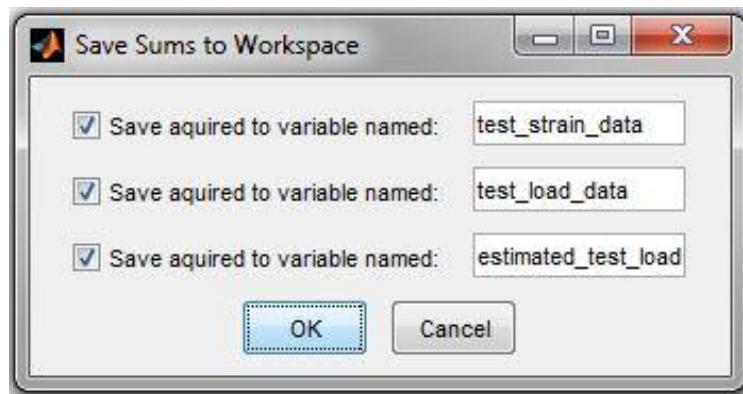 Save Sums to Workspace
Save aquired to variable named: test_strain_data
Save aquired to variable named: test_load_data
Save aquired to variable named: estimated_test_load
OK Cancel